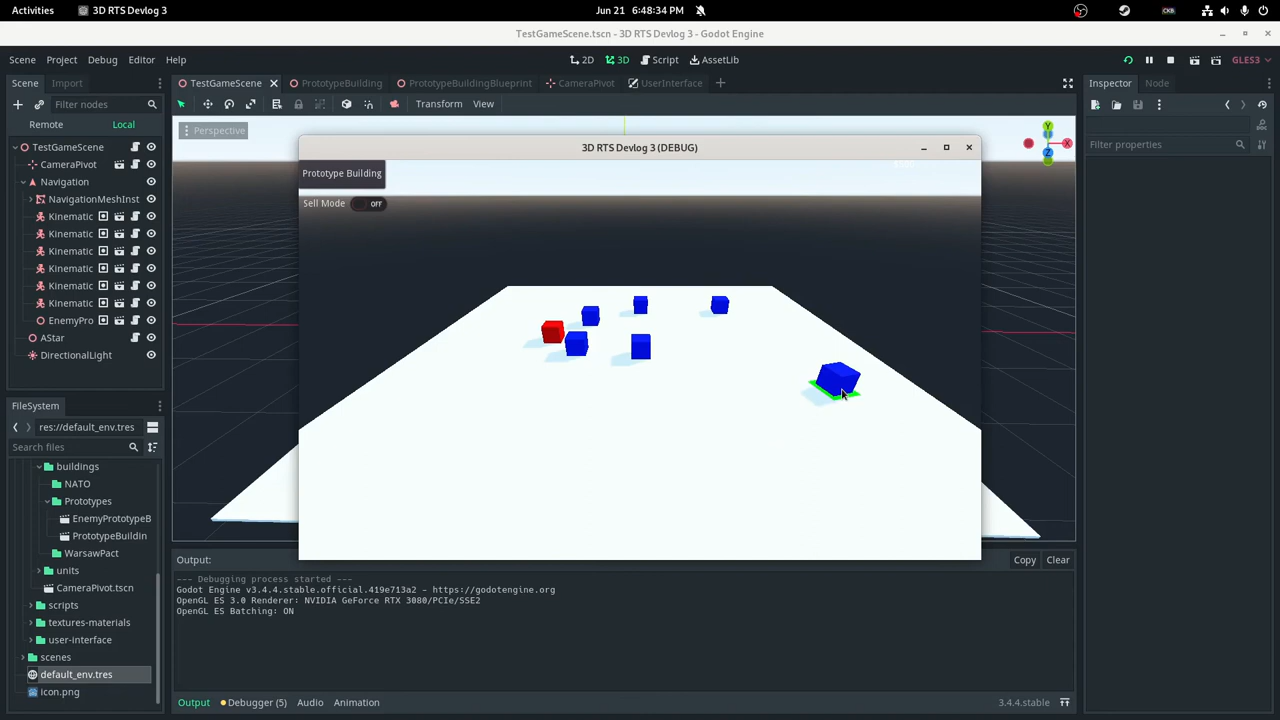 Activities
3D RTS Devlog 3
Jun 21 6:48:34 PM
CKB
TestGameScene.tscn - 3D RTS Devlog 3 - Godot Engine
Scene Project Debug Editor Help
2D 3D Script AssetLib
GLES3
Scene Import
TestGameScene PrototypeBuilding PrototypeBuildingBlueprint CameraPivot UserInterface
Inspector Node
Filter nodes
Transform View
Remote Local
Perspective
Y
X
Z
Filter properties
TestGameScene
CameraPivot
Navigation
NavigationMeshInst
Kinematic
Kinematic
Kinematic
Kinematic
Kinematic
Kinematic
EnemyPro
AStar
DirectionalLight
3D RTS Devlog 3 (DEBUG)
Prototype Building
Sell Mode OFF
FileSystem
res://default_env.tres
Search files
buildings
NATO
Prototypes
EnemyPrototypeB
PrototypeBuildin
WarsawPact
units
CameraPivot.tscn
scripts
textures-materials
user-interface
scenes
default_env.tres
icon.png
Output:
Copy Clear
--- Debugging process started ---
Godot Engine v3.4.4.stable.official.419e713a2 - https://godotengine.org
OpenGL ES 3.0 Renderer: NVIDIA GeForce RTX 3080/PCIe/SSE2
OpenGL ES Batching: ON
Output Debugger (5) Audio Animation
3.4.4.stable